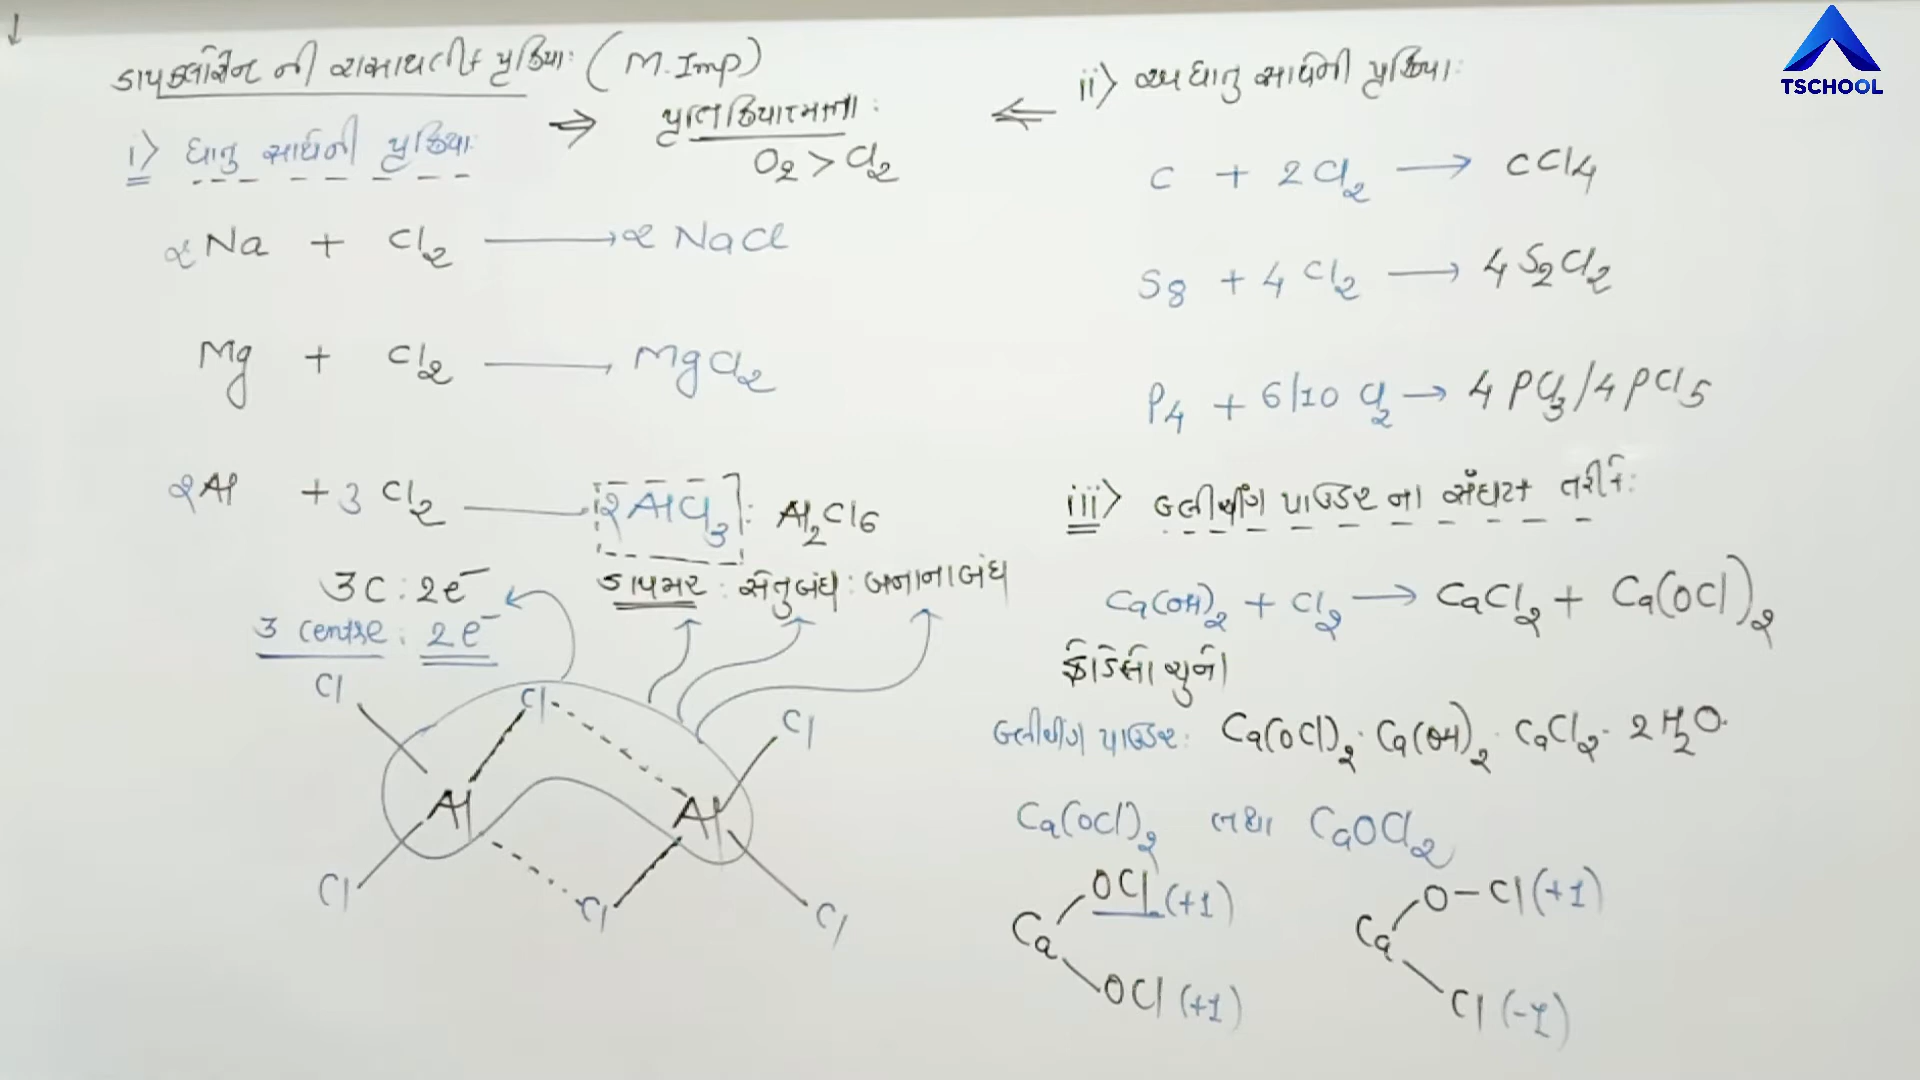 ડાયક્લોરિનની રાસાયણીક પ્રક્રિયા: (M.Imp)
i> ધાતુ સાથેની પ્રક્રિયા:
⇒ પ્રતિક્રિયાત્મકતા:
O2 > Cl2
2Na + Cl2 → 2NaCl
Mg + Cl2 → MgCl2
2Al + 3Cl2 → 2AlCl3 : Al2Cl6
3C : 2e⁻
ડાયમર : સેતુબંધ : બનાનાબંધ
3 centre : 2e⁻
Cl Cl Cl
Al Al
Cl Cl Cl
ii> અધાતુ સાથેની પ્રક્રિયા:
⇐
C + 2Cl2 → CCl4
S8 + 4Cl2 → 4S2Cl2
P4 + 6/10 Cl2 → 4PCl3/4PCl5
iii> બ્લીચીંગ પાઉડરના સંઘટક તરીકે:
Ca(OH)2 + Cl2 → CaCl2 + Ca(OCl)2
ફોડેલો ચુનો
બ્લીચીંગ પાઉડર: Ca(OCl)2 · Ca(OH)2 · CaCl2 · 2H2O
Ca(OCl)2 તથા CaOCl2
OCl (+1) O-Cl (+1)
Ca Ca
OCl (+1) Cl (-1)
TSCHOOL